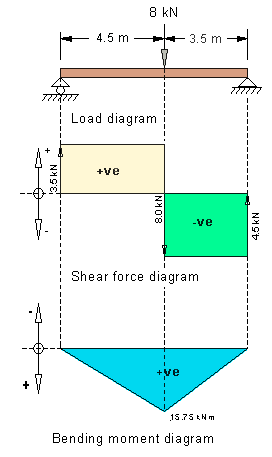 8 kN
4.5 m
3.5 m
Load diagram
+
+ve
3.5 kN
8.0 kN
-ve
4.5 kN
-
Shear force diagram
-
+ve
+
15.75 kNm
Bending moment diagram